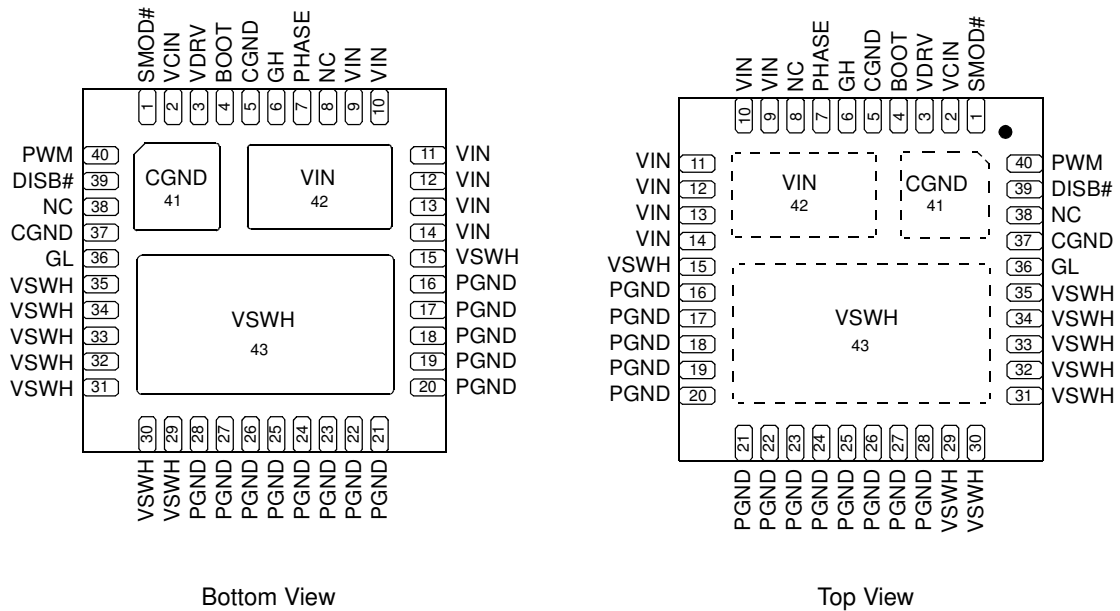 SMOD#
VCIN
VDRV
BOOT
CGND
GH
PHASE
NC
VIN
VIN
1
2
3
4
5
6
7
8
9
10
PWM 40
DISB# 39
NC 38
CGND 37
GL 36
VSWH 35
VSWH 34
VSWH 33
VSWH 32
VSWH 31
CGND
41
VIN
42
VSWH
43
11 VIN
12 VIN
13 VIN
14 VIN
15 VSWH
16 PGND
17 PGND
18 PGND
19 PGND
20 PGND
30
29
28
27
26
25
24
23
22
21
VSWH
VSWH
PGND
PGND
PGND
PGND
PGND
PGND
PGND
PGND
Bottom View
VIN
VIN
NC
PHASE
GH
CGND
BOOT
VDRV
VCIN
SMOD#
10
9
8
7
6
5
4
3
2
1
VIN 11
VIN 12
VIN 13
VIN 14
VSWH 15
PGND 16
PGND 17
PGND 18
PGND 19
PGND 20
VIN
42
CGND
41
VSWH
43
40 PWM
39 DISB#
38 NC
37 CGND
36 GL
35 VSWH
34 VSWH
33 VSWH
32 VSWH
31 VSWH
21
22
23
24
25
26
27
28
29
30
PGND
PGND
PGND
PGND
PGND
PGND
PGND
PGND
VSWH
VSWH
Top View